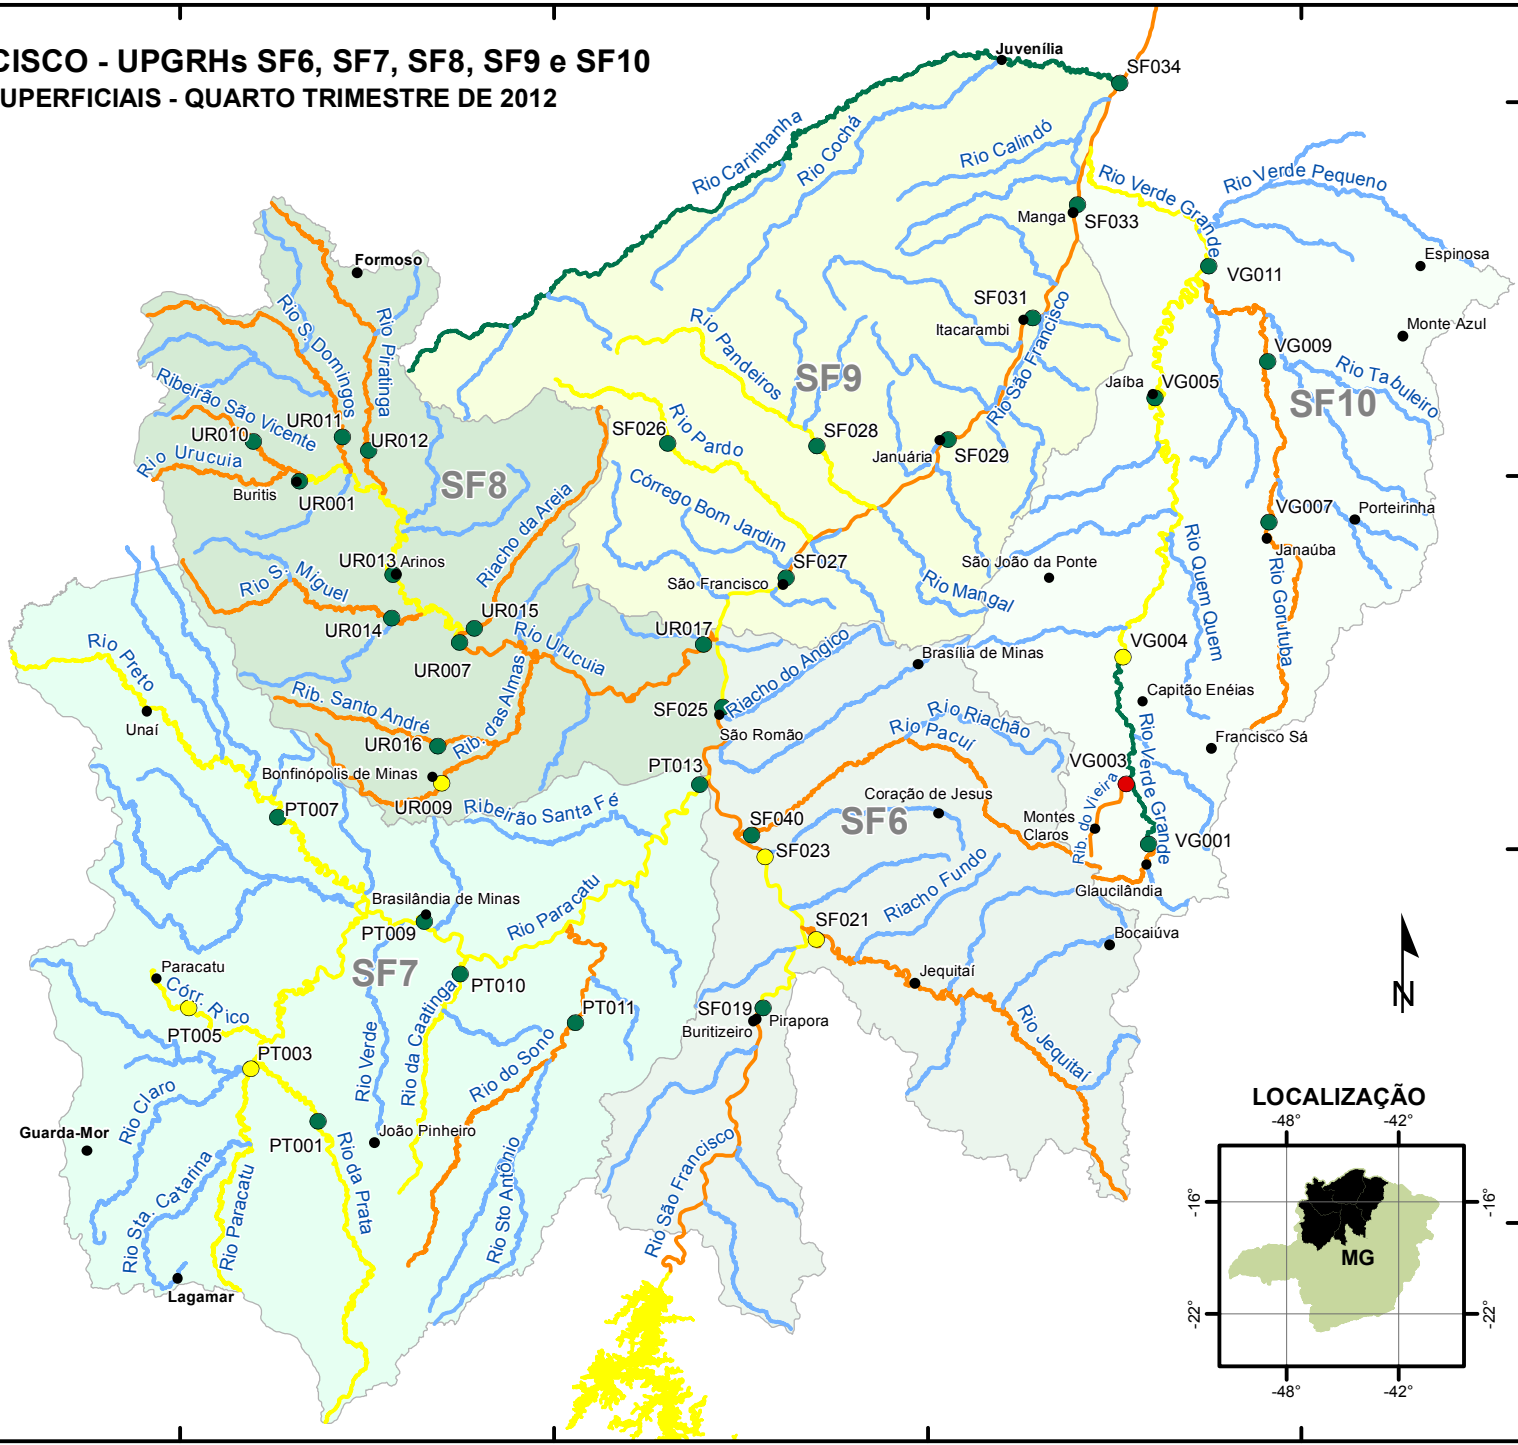 CISCO - UPGRHs SF6, SF7, SF8, SF9 e SF10
UPERFICIAIS - QUARTO TRIMESTRE DE 2012
Juvenília
SF034
Rio Carinhanha
Rio Cochá
Rio Calindó
Rio Verde Grande
Rio Verde Pequeno
Manga
SF033
Espinosa
Formoso
VG011
SF031
Itacarambi
Monte Azul
Rio S. Domingos
Rio Piratinga
Rio Pandeiros
Rio São Francisco
VG009
Rio Tabuleiro
SF9
Jaíba
VG005
SF10
Ribeirão São Vicente
UR010
UR011
UR012
SF026
Rio Pardo
SF028
Januária
SF029
Rio Urucuia
Buritis
UR001
SF8
Córrego Bom Jardim
VG007
Porteirinha
Janaúba
Riacho da Areia
UR013
Arinos
São Francisco
SF027
São João da Ponte
Rio Quem Quem
Rio Gorutuba
Rio S. Miguel
UR014
UR015
Rio Mangal
Rio Urucuia
UR017
UR007
VG004
Brasília de Minas
Rio Preto
Unaí
Rib. Santo André
Rib. das Almas
Riacho do Angico
SF025
São Romão
Capitão Enéias
Rio Riachão
Rio Pacuí
Rio Verde Grande
Francisco Sá
UR016
Bonfinópolis de Minas
UR009
PT013
VG003
Rib. do Vieira
PT007
Ribeirão Santa Fé
Coração de Jesus
SF6
SF040
SF023
Montes
Claros
VG001
Glaucilândia
Riacho Fundo
Brasilândia de Minas
PT009
Rio Paracatu
SF021
Bocaiúva
Paracatu
SF7
Jequitaí
Córr. Rico
PT005
PT010
PT011
SF019
Buritizeiro
Pirapora
PT003
Rio Verde
Rio da Caatinga
Rio do Sono
Rio Jequitaí
N
Rio Claro
Guarda-Mor
PT001
João Pinheiro
Rio da Prata
Rio Sto Antônio
Rio São Francisco
Rio Sta. Catarina
Rio Paracatu
Lagamar
LOCALIZAÇÃO
-48°
-42°
-16°
-16°
MG
-22°
-22°
-48°
-42°